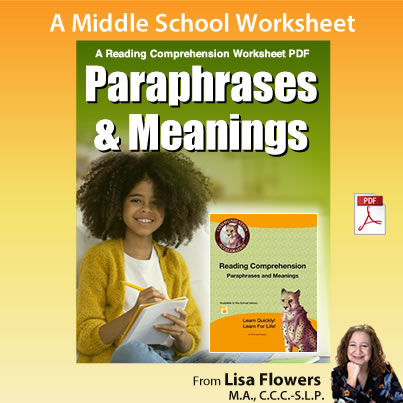 A Middle School Worksheet
A Reading Comprehension Worksheet PDF
Paraphrases
& Meanings
PDF
Reading Comprehension
Paraphrases and Meanings
Learn Quickly!
Learn For Life!
From Lisa Flowers
M.A., C.C.C.-S.L.P.